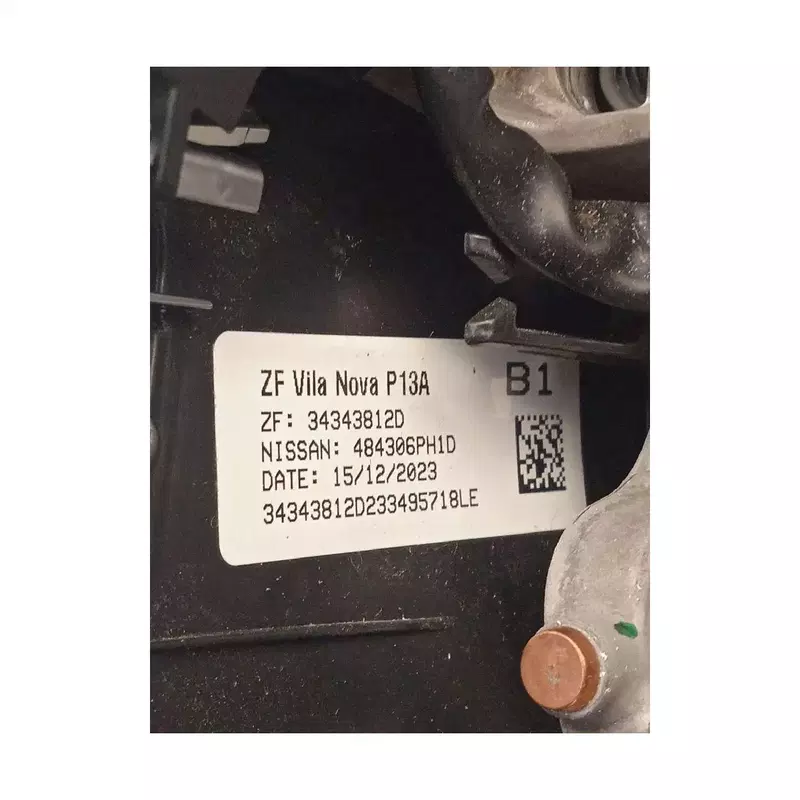 ZF Vila Nova P13A B1
ZF: 34343812D
NISSAN: 484306PH1D
DATE: 15/12/2023
34343812D233495718LE